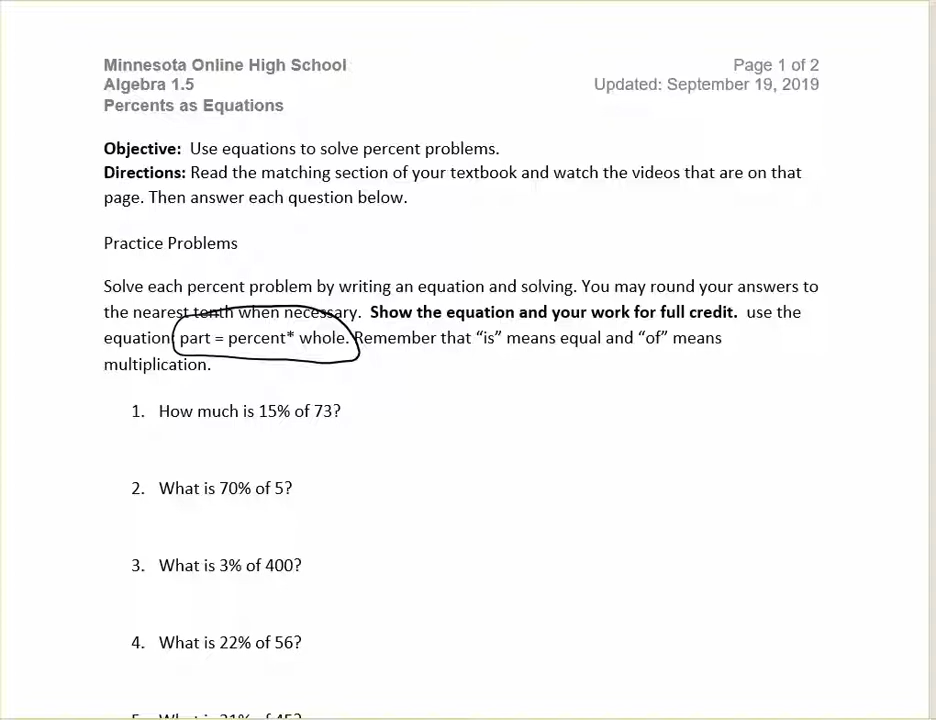 Minnesota Online High School
Page 1 of 2
Algebra 1.5
Updated: September 19, 2019
Percents as Equations
Objective: Use equations to solve percent problems.
Directions: Read the matching section of your textbook and watch the videos that are on that
page. Then answer each question below.
Practice Problems
Solve each percent problem by writing an equation and solving. You may round your answers to
the nearest tenth when necessary. Show the equation and your work for full credit. use the
equation part = percent* whole. Remember that “is” means equal and “of” means
multiplication.
1. How much is 15% of 73?
2. What is 70% of 5?
3. What is 3% of 400?
4. What is 22% of 56?